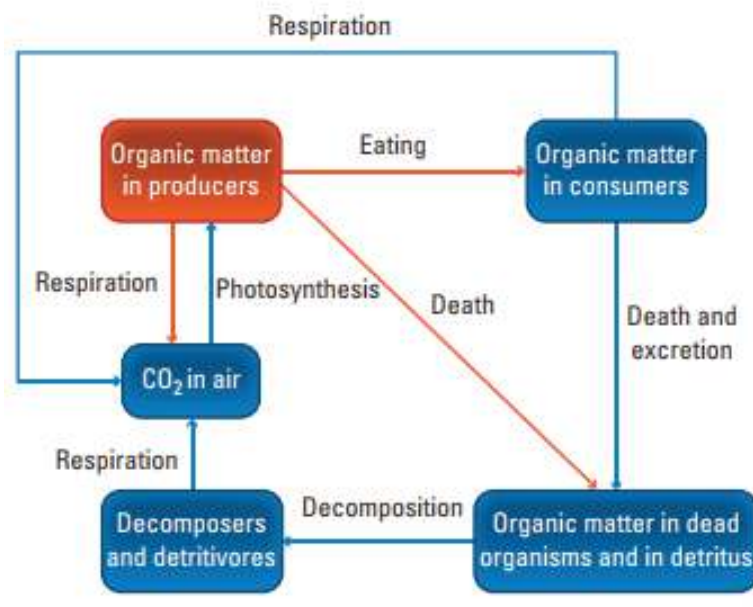 Respiration
Organic matter
in producers
Eating
Organic matter
in consumers
Respiration
Photosynthesis
Death
Death and
excretion
CO₂ in air
Respiration
Decomposers
and detritivores
Decomposition
Organic matter in dead
organisms and in detritus